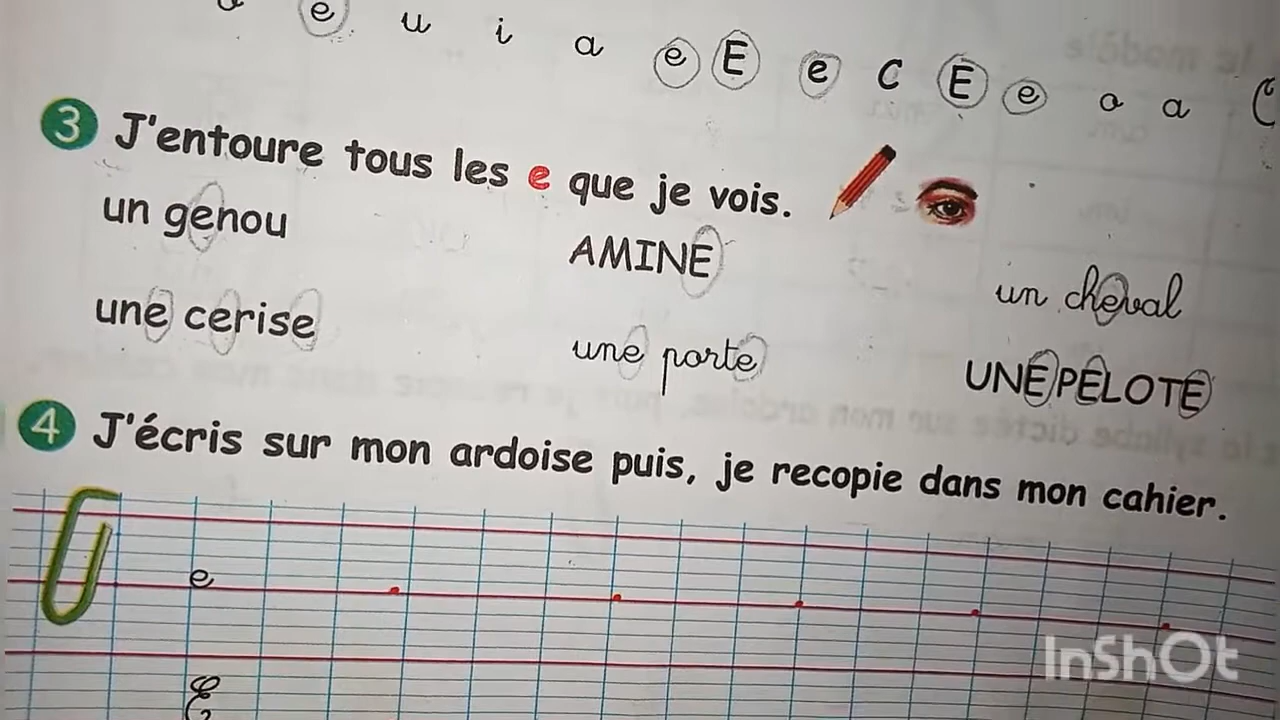 e u i a e E e C E e o a
3 J'entoure tous les e que je vois.
un genou AMINE un cheval
une cerise une porte UNE PELOTE
4 J'écris sur mon ardoise puis, je recopie dans mon cahier.
e
E
InShOt